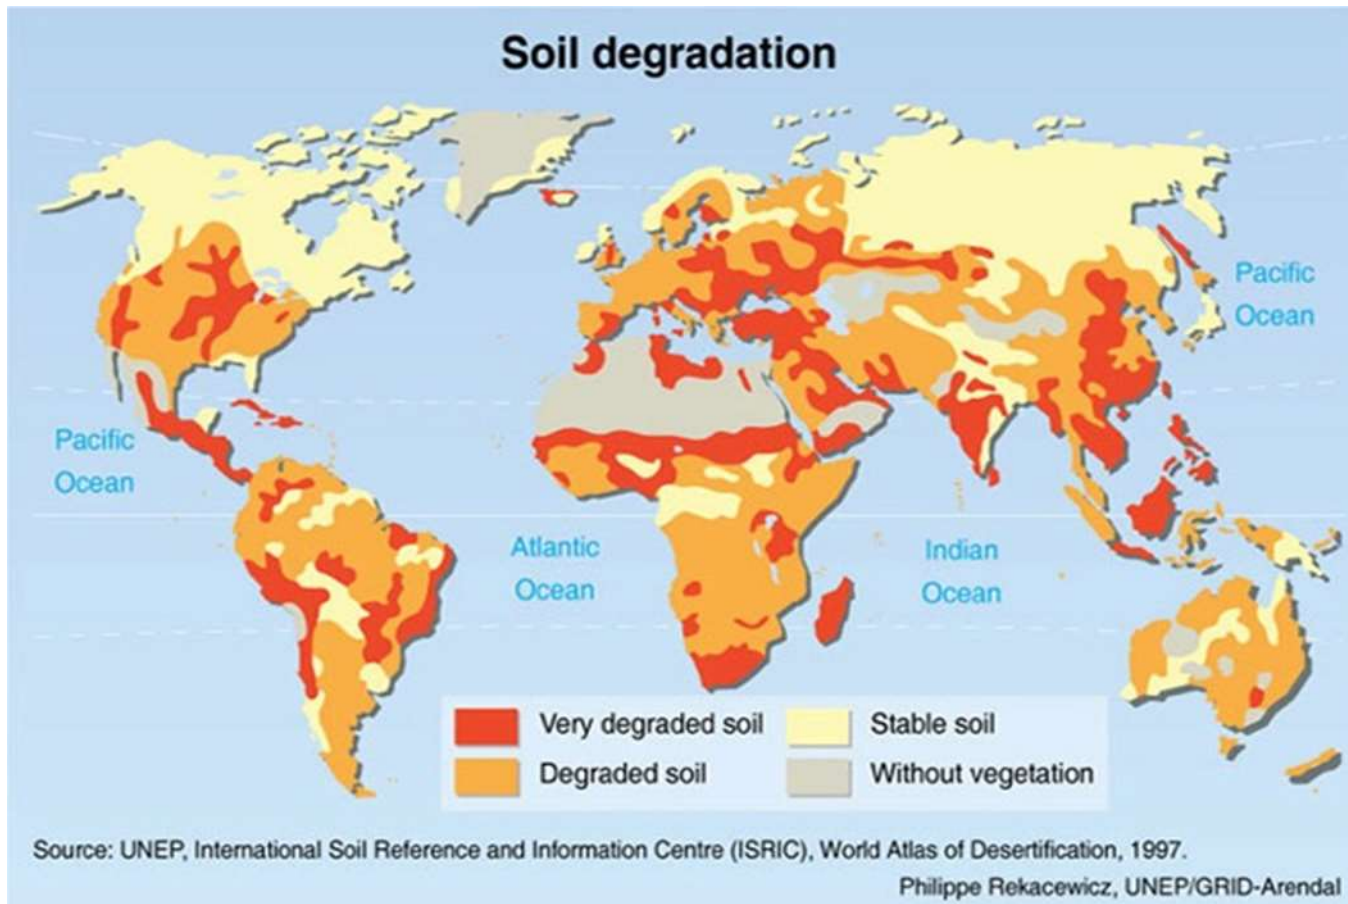 Soil degradation
Pacific
Ocean
Pacific
Ocean
Atlantic
Ocean
Indian
Ocean
Very degraded soil
Stable soil
Degraded soil
Without vegetation
Source: UNEP, International Soil Reference and Information Centre (ISRIC), World Atlas of Desertification, 1997.
Philippe Rekacewicz, UNEP/GRID-Arendal